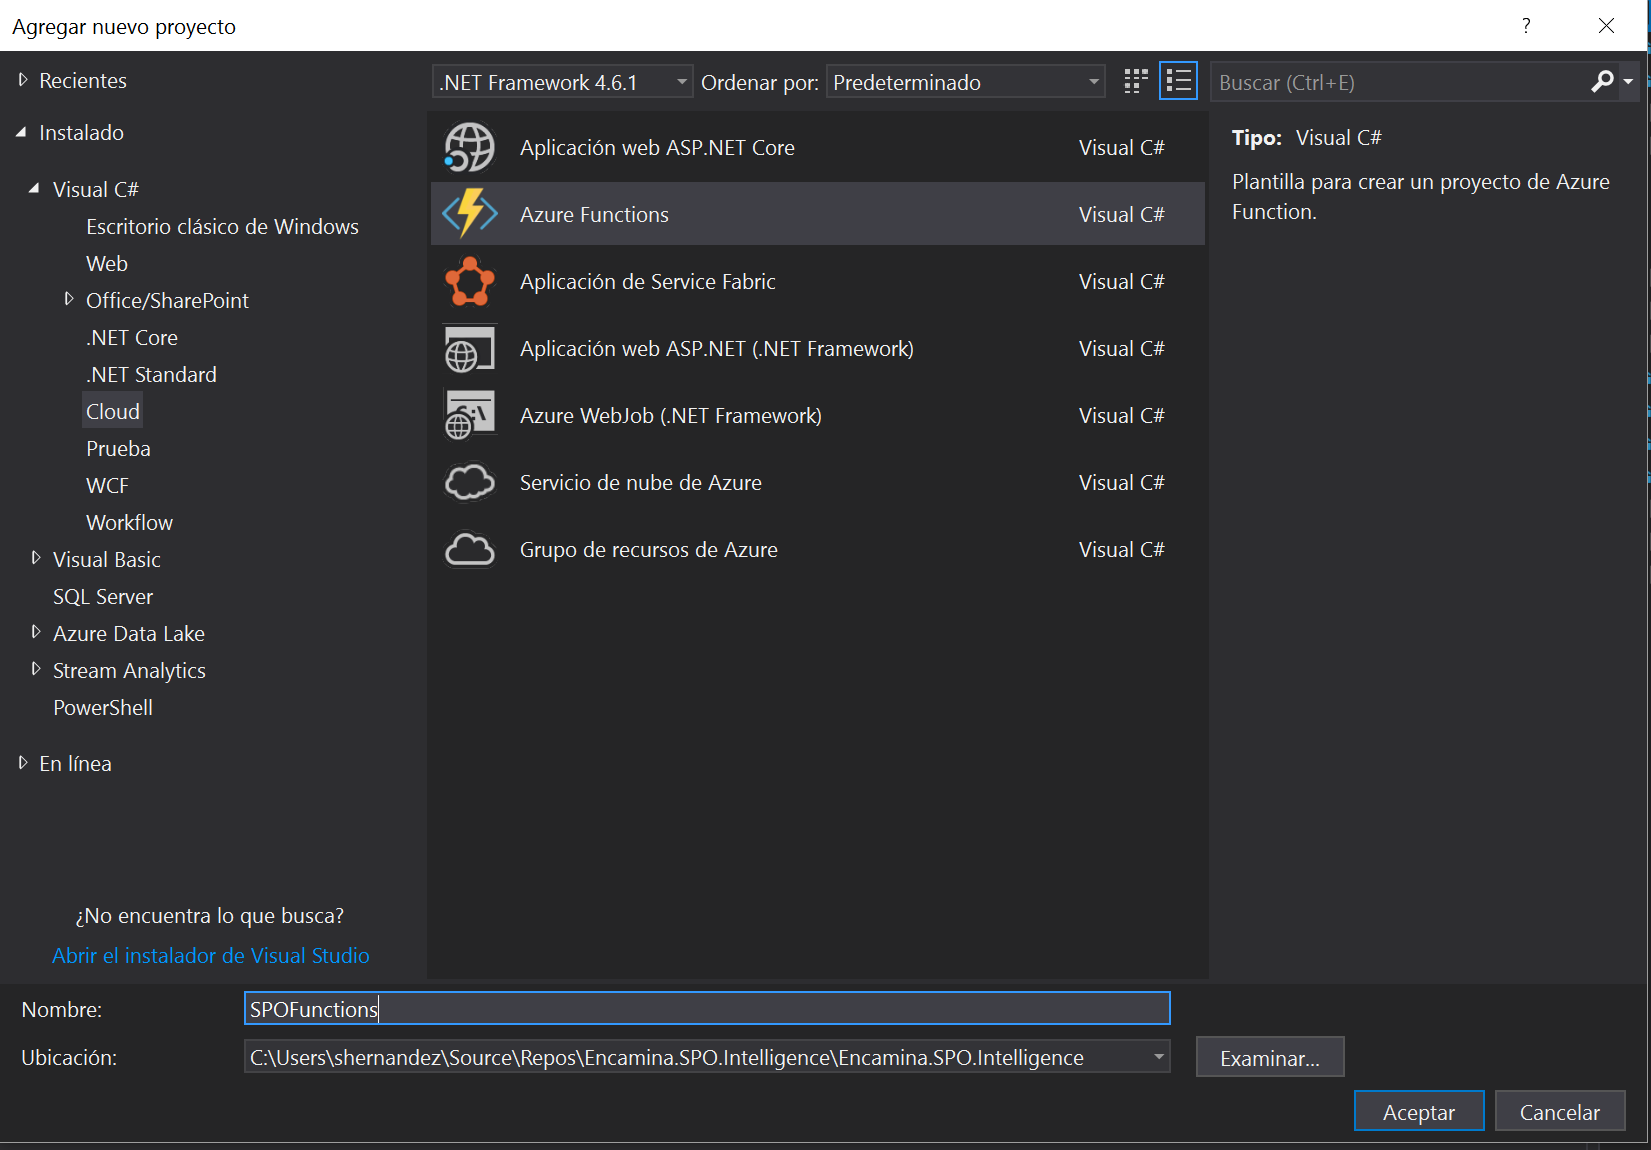 Agregar nuevo proyecto
?
Recientes
Instalado
Visual C#
Escritorio clásico de Windows
Web
Office/SharePoint
.NET Core
.NET Standard
Cloud
Prueba
WCF
Workflow
Visual Basic
SQL Server
Azure Data Lake
Stream Analytics
PowerShell
En línea
¿No encuentra lo que busca?
Abrir el instalador de Visual Studio
.NET Framework 4.6.1 Ordenar por: Predeterminado
Buscar (Ctrl+E)
Aplicación web ASP.NET Core Visual C#
Azure Functions Visual C#
Aplicación de Service Fabric Visual C#
Aplicación web ASP.NET (.NET Framework) Visual C#
Azure WebJob (.NET Framework) Visual C#
Servicio de nube de Azure Visual C#
Grupo de recursos de Azure Visual C#
Tipo: Visual C#
Plantilla para crear un proyecto de Azure
Function.
Nombre: SPOFunctions
Ubicación: C:\Users\shernandez\Source\Repos\Encamina.SPO.Intelligence\Encamina.SPO.Intelligence
Examinar...
Aceptar Cancelar